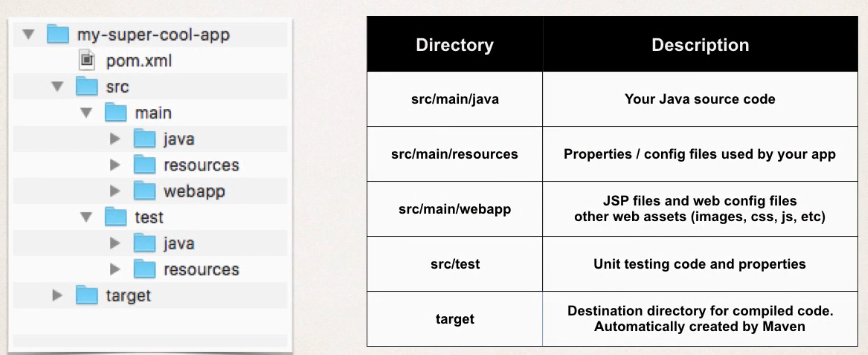 my-super-cool-app
pom.xml
src
main
java
resources
webapp
test
java
resources
target
Directory Description
src/main/java Your Java source code
src/main/resources Properties / config files used by your app
src/main/webapp JSP files and web config files
other web assets (images, css, js, etc)
src/test Unit testing code and properties
target Destination directory for compiled code.
Automatically created by Maven